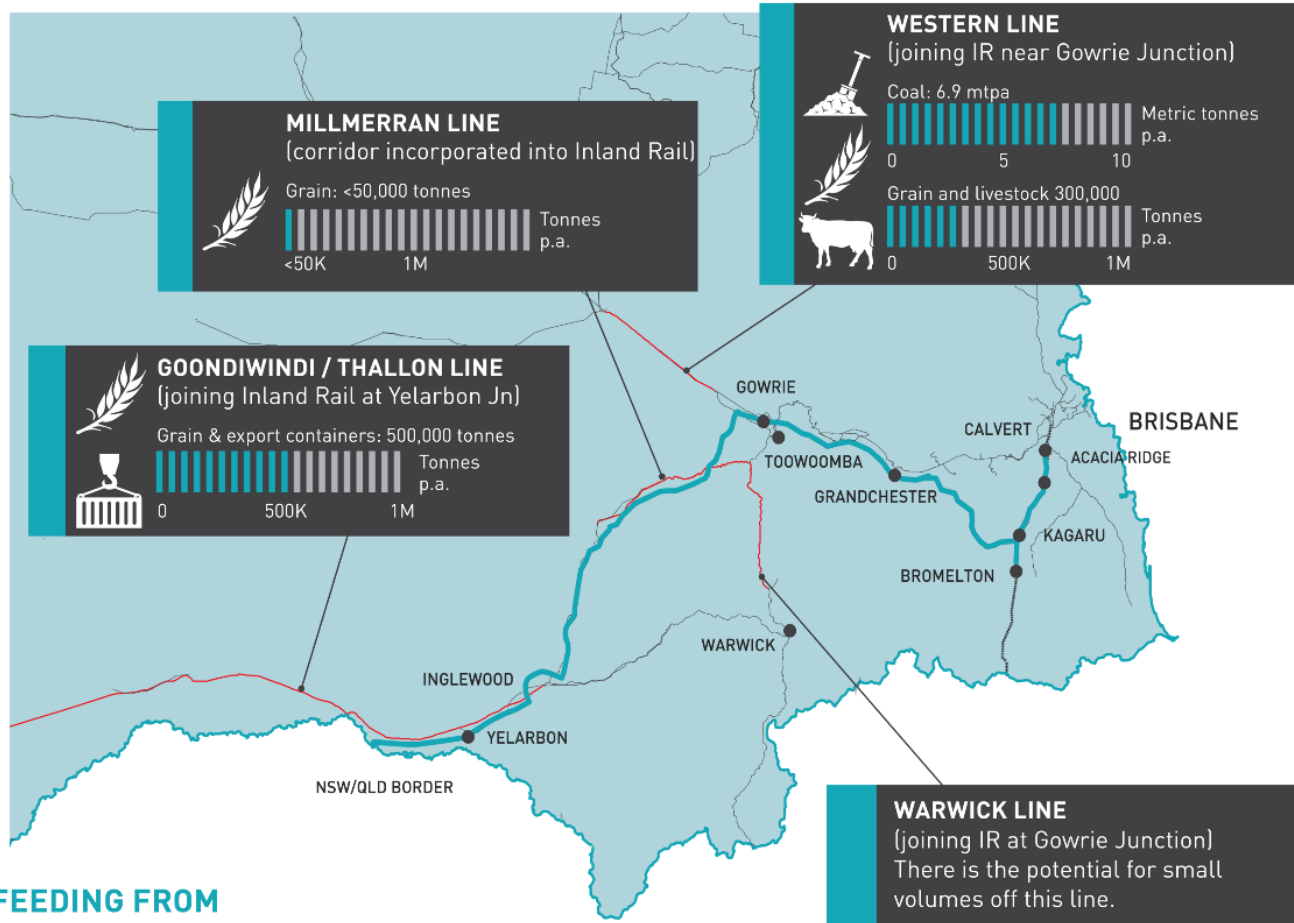 WESTERN LINE
(joining IR near Gowrie Junction)
Coal: 6.9 mtpa
Metric tonnes
p.a.
0 5 10
Grain and livestock 300,000
Tonnes
p.a.
0 500K 1M
MILLMERRAN LINE
(corridor incorporated into Inland Rail)
Grain: <50,000 tonnes
Tonnes
p.a.
<50K 1M
GOONDIWINDI / THALLON LINE
(joining Inland Rail at Yelarbon Jn)
Grain & export containers: 500,000 tonnes
Tonnes
p.a.
0 500K 1M
GOWRIE
TOOWOOMBA
GRANDCHESTER
CALVERT
BRISBANE
ACACIA RIDGE
KAGARU
BROMELTON
WARWICK
INGLEWOOD
YELARBON
NSW/QLD BORDER
WARWICK LINE
(joining IR at Gowrie Junction)
There is the potential for small
volumes off this line.
FEEDING FROM